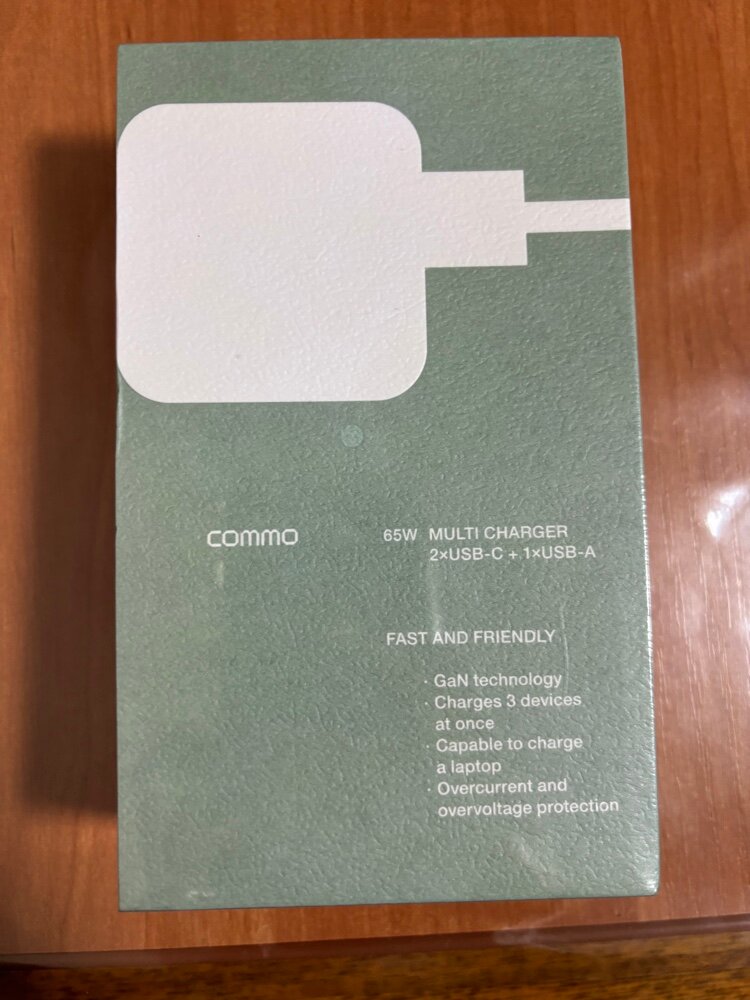 COMMO
65W MULTI CHARGER
2×USB-C + 1×USB-A
FAST AND FRIENDLY
· GaN technology
· Charges 3 devices
at once
· Capable to charge
a laptop
· Overcurrent and
overvoltage protection